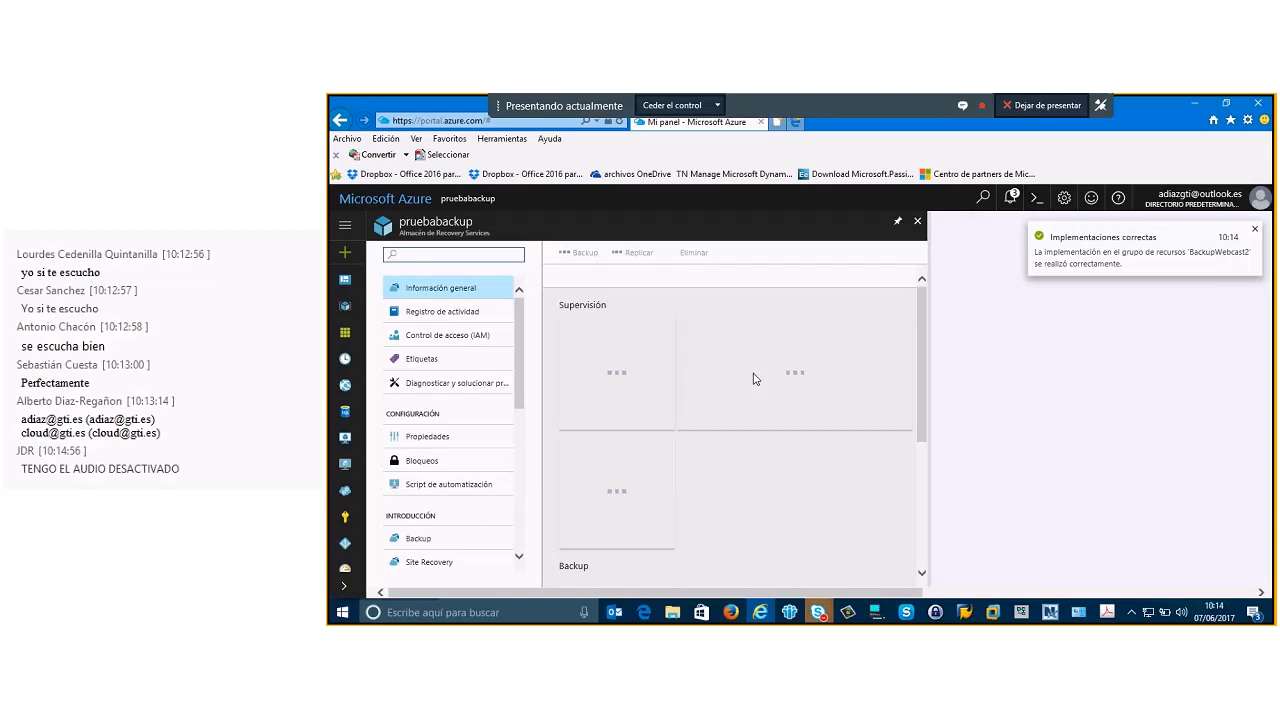 Lourdes Cedenilla Quintanilla [10:12:56 ]
yo si te escucho
Cesar Sanchez [10:12:57 ]
Yo si te escucho
Antonio Chacón [10:12:58 ]
se escucha bien
Sebastián Cuesta [10:13:00 ]
Perfectamente
Alberto Diaz-Regañon [10:13:14 ]
adiaz@gti.es (adiaz@gti.es)
cloud@gti.es (cloud@gti.es)
JDR [10:14:56 ]
TENGO EL AUDIO DESACTIVADO
Presentando actualmente
Ceder el control
Dejar de presentar
https://portal.azure.com/#
Mi panel - Microsoft Azure
Archivo Edición Ver Favoritos Herramientas Ayuda
Convertir Seleccionar
Dropbox - Office 2016 par... Dropbox - Office 2016 par... archivos OneDrive TN Manage Microsoft Dynam... Download Microsoft.Passi... Centro de partners de Mic...
Microsoft Azure pruebabackup
3
adiazgti@outlook.es
DIRECTORIO PREDETERMINA...
pruebabackup
Almacén de Recovery Services
Backup Replicar Eliminar
Información general
Registro de actividad
Control de acceso (IAM)
Etiquetas
Diagnosticar y solucionar pr...
CONFIGURACIÓN
Propiedades
Bloqueos
Script de automatización
INTRODUCCIÓN
Backup
Site Recovery
Supervisión
Backup
Implementaciones correctas 10:14
La implementación en el grupo de recursos 'BackupWebcast2'
se realizó correctamente.
Escribe aquí para buscar
10:14
07/06/2017
3